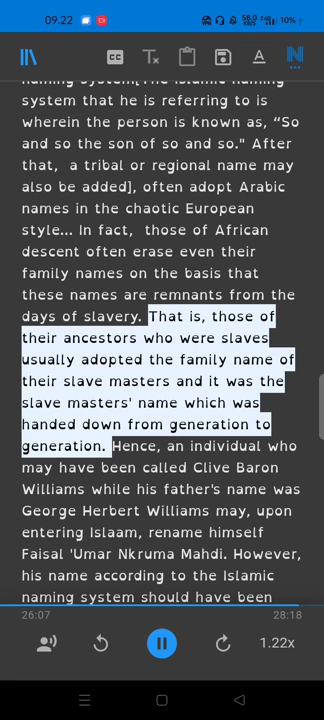 09.22
58.0 KB/S
10%
CC
naming system[The Islamic naming
system that he is referring to is
wherein the person is known as, “So
and so the son of so and so." After
that,  a tribal or regional name may
also be added], often adopt Arabic
names in the chaotic European
style... In fact,  those of African
descent often erase even their
family names on the basis that
these names are remnants from the
days of slavery. That is, those of
their ancestors who were slaves
usually adopted the family name of
their slave masters and it was the
slave masters' name which was
handed down from generation to
generation. Hence, an individual who
may have been called Clive Baron
Williams while his father's name was
George Herbert Williams may, upon
entering Islaam, rename himself
Faisal 'Umar Nkruma Mahdi. However,
his name according to the Islamic
naming system should have been
26:07
28:18
1.22x